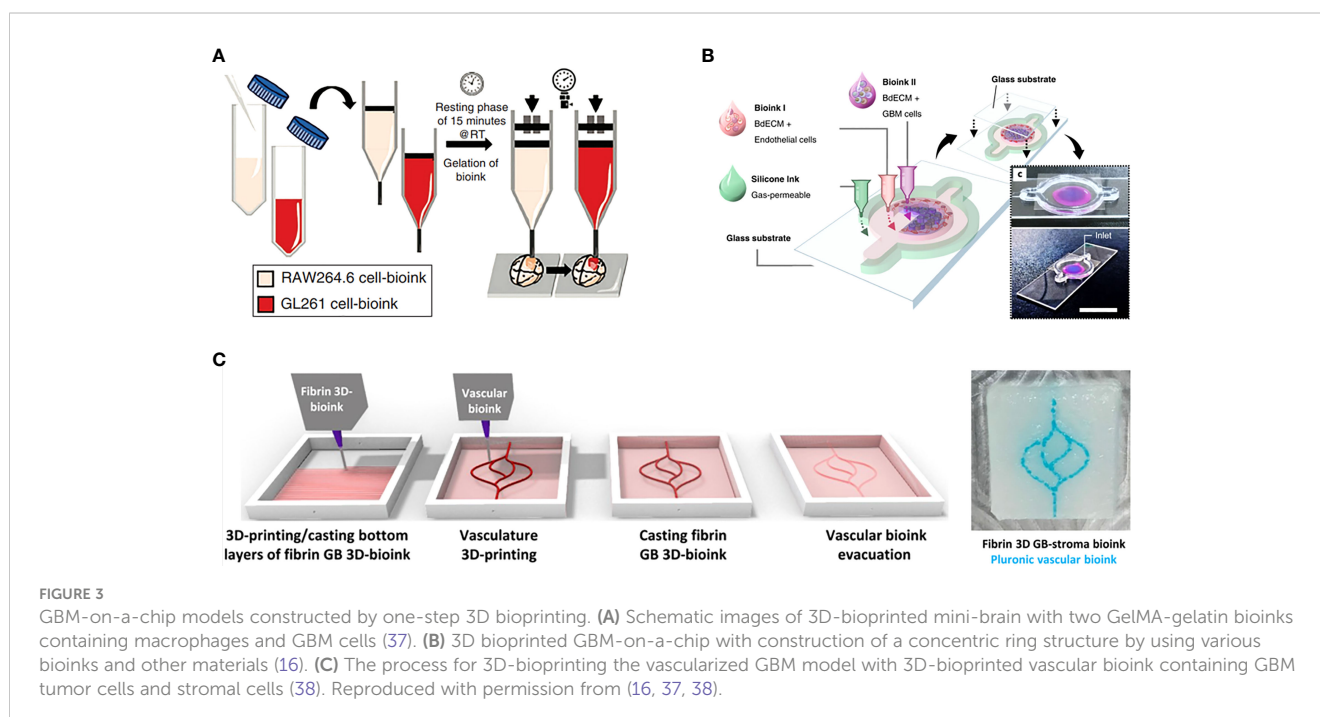 A
Resting phase
of 15 minutes
@RT
Gelation of
bioink
RAW264.6 cell-bioink
GL261 cell-bioink
B
Bioink I
BdECM +
Endothelial cells
Bioink II
BdECM +
GBM cells
Glass substrate
Silicone Ink
Gas-permeable
Glass substrate
c
Inlet
C
Fibrin 3D-
bioink
Vascular
bioink
3D-printing/casting bottom
layers of fibrin GB 3D-bioink
Vasculature
3D-printing
Casting fibrin
GB 3D-bioink
Vascular bioink
evacuation
Fibrin 3D GB-stroma bioink
Pluronic vascular bioink
FIGURE 3
GBM-on-a-chip models constructed by one-step 3D bioprinting. (A) Schematic images of 3D-bioprinted mini-brain with two GelMA-gelatin bioinks
containing macrophages and GBM cells (37). (B) 3D bioprinted GBM-on-a-chip with construction of a concentric ring structure by using various
bioinks and other materials (16). (C) The process for 3D-bioprinting the vascularized GBM model with 3D-bioprinted vascular bioink containing GBM
tumor cells and stromal cells (38). Reproduced with permission from (16, 37, 38).